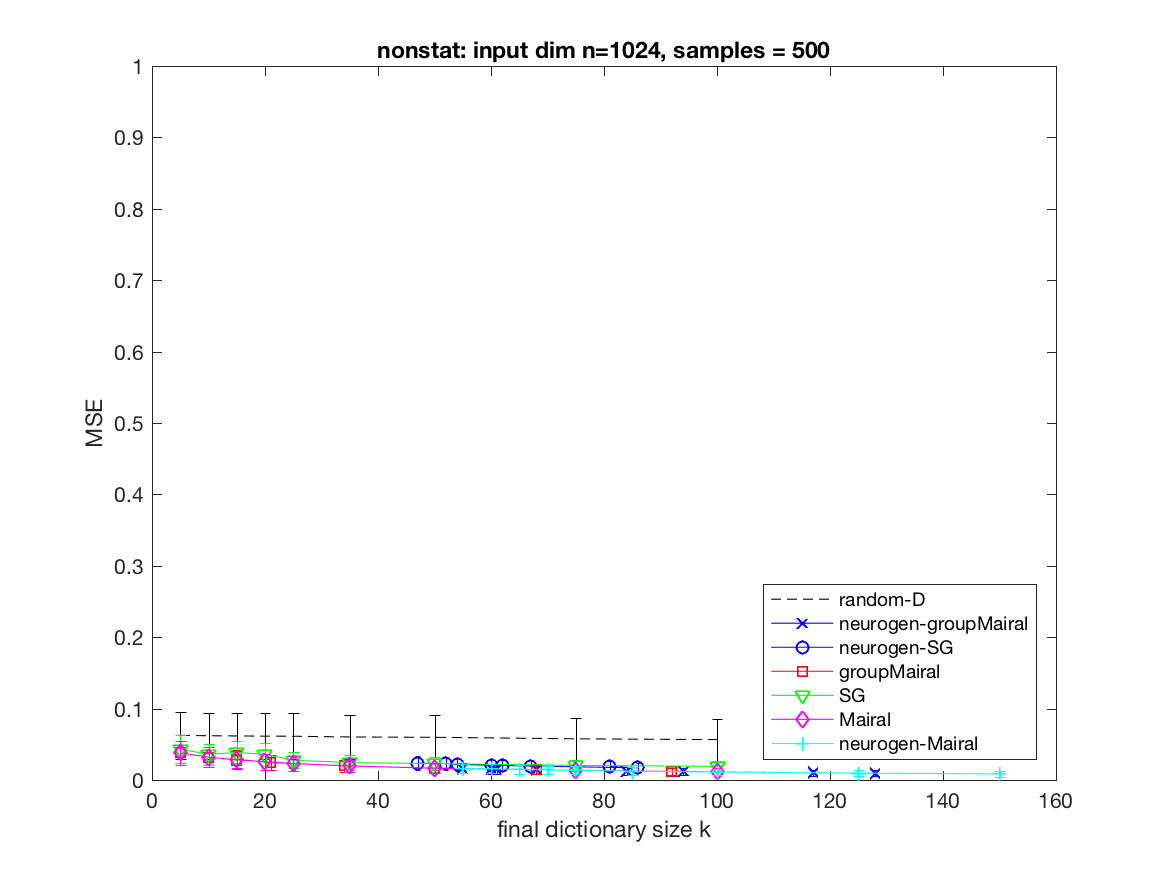 nonstat: input dim n=1024, samples = 500
1
0.9
0.8
0.7
0.6
0.5
0.4
0.3
0.2
0.1
0
MSE
0 20 40 60 80 100 120 140 160
final dictionary size k
random-D
neurogen-groupMairal
neurogen-SG
groupMairal
SG
Mairal
neurogen-Mairal